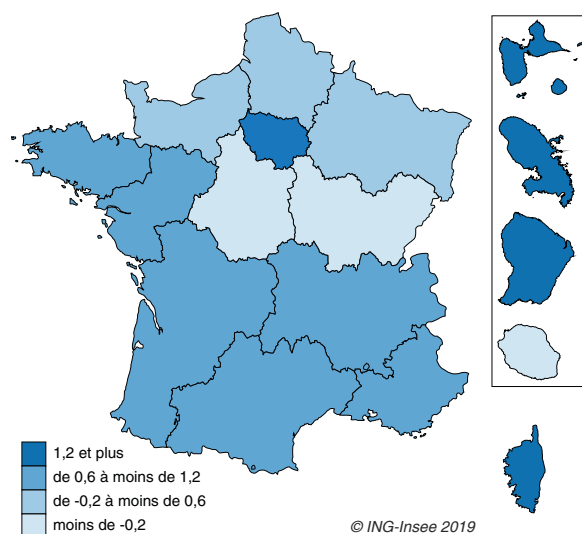 1,2 et plus
de 0,6 à moins de 1,2
de -0,2 à moins de 0,6
moins de -0,2
© ING-Insee 2019